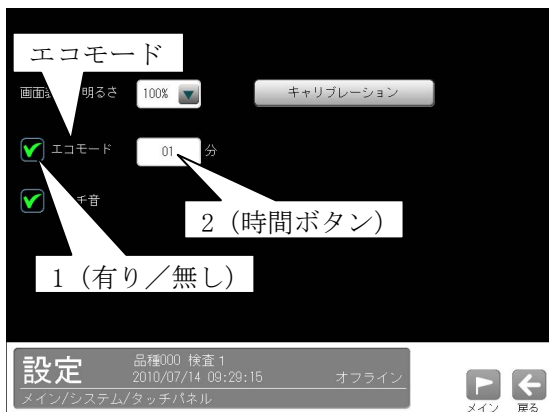 エコモード
画面 明るさ 100% キャリブレーション
エコモード 01 分
チ音
2（時間ボタン）
1（有り／無し）
設定 品種000 検査1
2010/07/14 09:29:15 オフライン
メイン/システム/タッチパネル
メイン 戻る